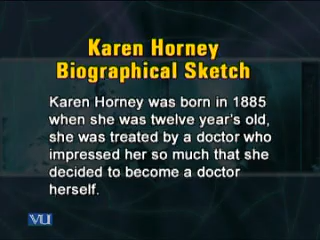 Karen Horney
Biographical Sketch
Karen Horney was born in 1885
when she was twelve year's old,
she was treated by a doctor who
impressed her so much that she
decided to become a doctor
herself.
VU